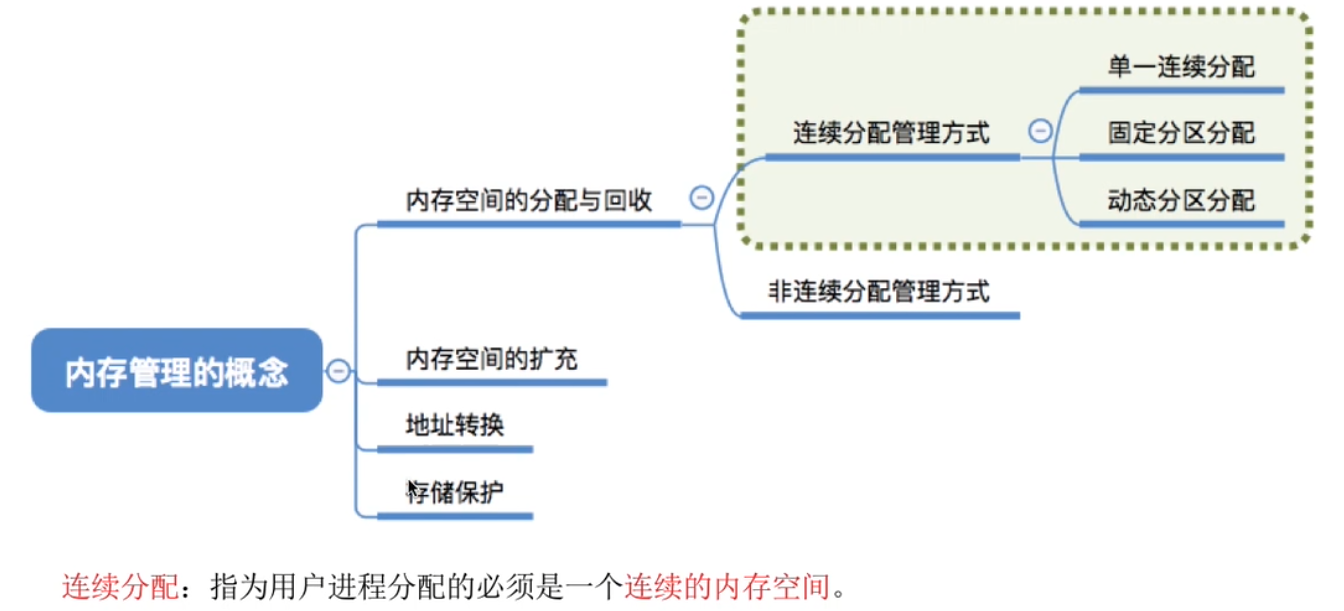 单一连续分配
连续分配管理方式
固定分区分配
内存空间的分配与回收
动态分区分配
非连续分配管理方式
内存管理的概念
内存空间的扩充
地址转换
存储保护
连续分配：指为用户进程分配的必须是一个连续的内存空间。